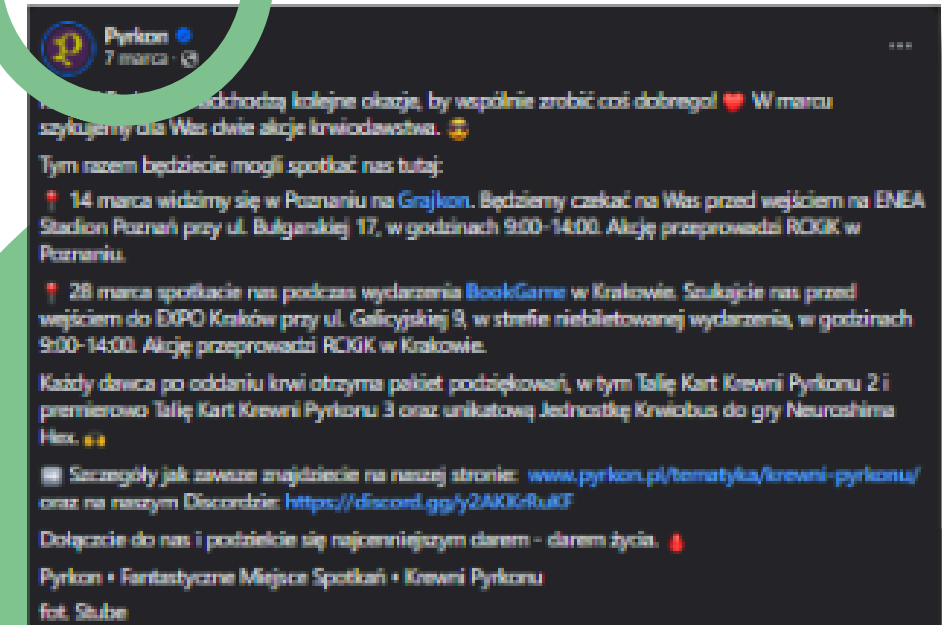 Pyrkon
7 marca
nadchodzą kolejne okazje, by wspólnie zrobić coś dobrego! ❤️ W marcu
szykujemy dla Was dwie akcje krwiodawstwa.
Tym razem będziecie mogli spotkać nas tutaj:
📍 14 marca widzimy się w Poznaniu na Grajkon. Będziemy czekać na Was przed wejściem na ENEA
Stadion Poznań przy ul. Bułgarskiej 17, w godzinach 9:00-14:00. Akcję przeprowadzi RCKiK w
Poznaniu.
📍 28 marca spotkacie nas podczas wydarzenia BookGame w Krakowie. Szukajcie nas przed
wejściem do EXPO Kraków przy ul. Galicyjskiej 9, w strefie niebiletowanej wydarzenia, w godzinach
9:00-14:00. Akcję przeprowadzi RCKiK w Krakowie.
Każdy dawca po oddaniu krwi otrzyma pakiet podziękowań, w tym Talię Kart Krewni Pyrkonu 2 i
premierowo Talię Kart Krewni Pyrkonu 3 oraz unikatową Jednostkę Krwiobus do gry Neuroshima
Hex.
Szczegóły jak zawsze znajdziecie na naszej stronie: www.pyrkon.pl/tematyka/krewni-pyrkonu/
oraz na naszym Discordzie: https://discord.gg/y2AKKrRuKF
Dołączcie do nas i podzielcie się najcenniejszym darem - darem życia. 🩸
Pyrkon • Fantastyczne Miejsce Spotkań • Krewni Pyrkonu
fot. Stube